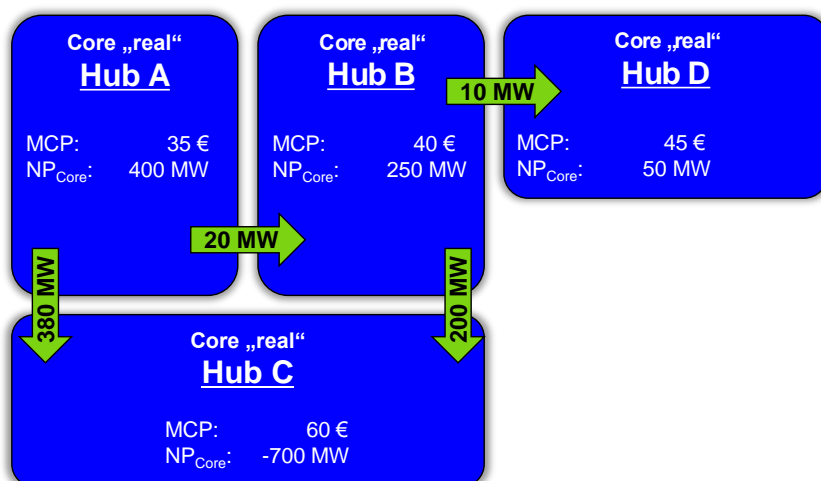 Core „real“
Hub A
MCP: 35 €
NPCore: 400 MW
Core „real“
Hub B
MCP: 40 €
NPCore: 250 MW
Core „real“
Hub D
MCP: 45 €
NPCore: 50 MW
10 MW
20 MW
380 MW
200 MW
Core „real“
Hub C
MCP: 60 €
NPCore: -700 MW